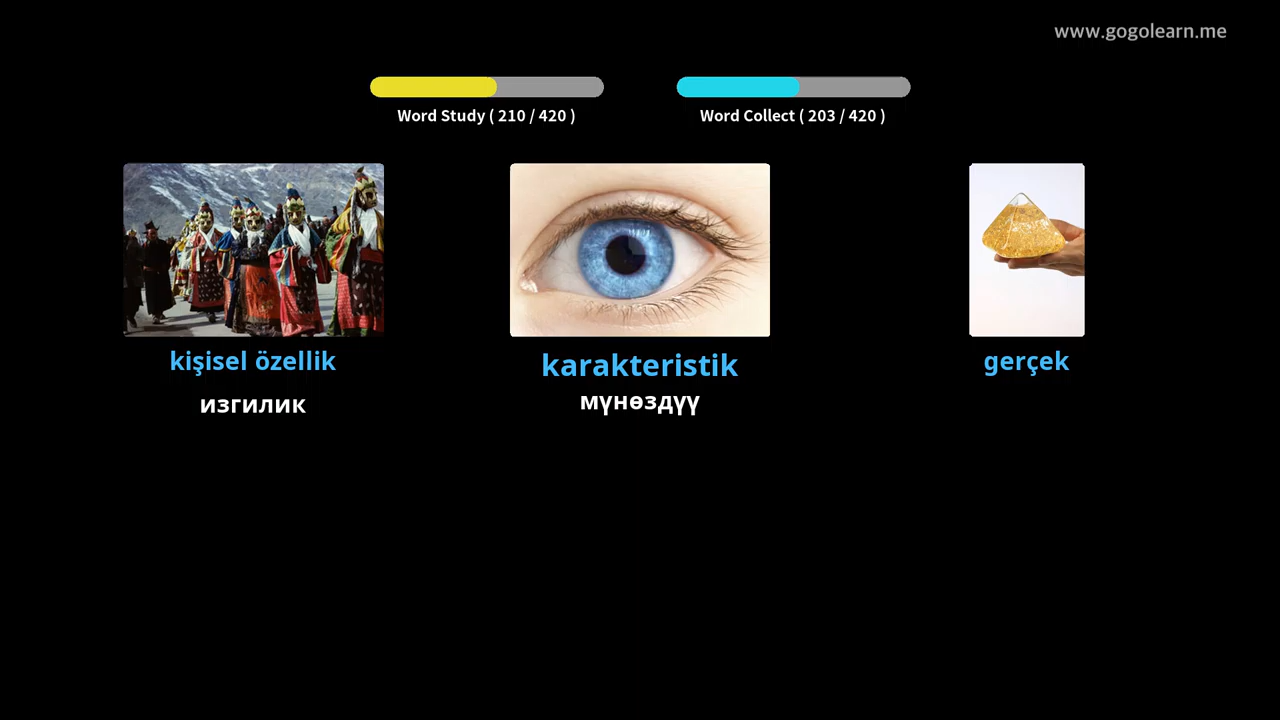 www.gogolearn.me
Word Study ( 210 / 420 )
Word Collect ( 203 / 420 )
kişisel özellik
изгилик
karakteristik
мүнөздүү
gerçek